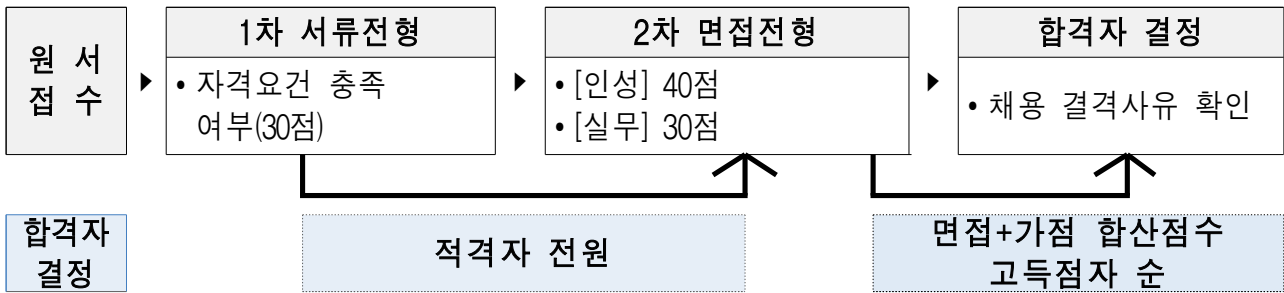 원 서
접 수
1차 서류전형
• 자격요건 충족
여부(30점)
2차 면접전형
• [인성] 40점
• [실무] 30점
합격자 결정
• 채용 결격사유 확인
합격자
결정
적격자 전원
면접+가점 합산점수
고득점자 순